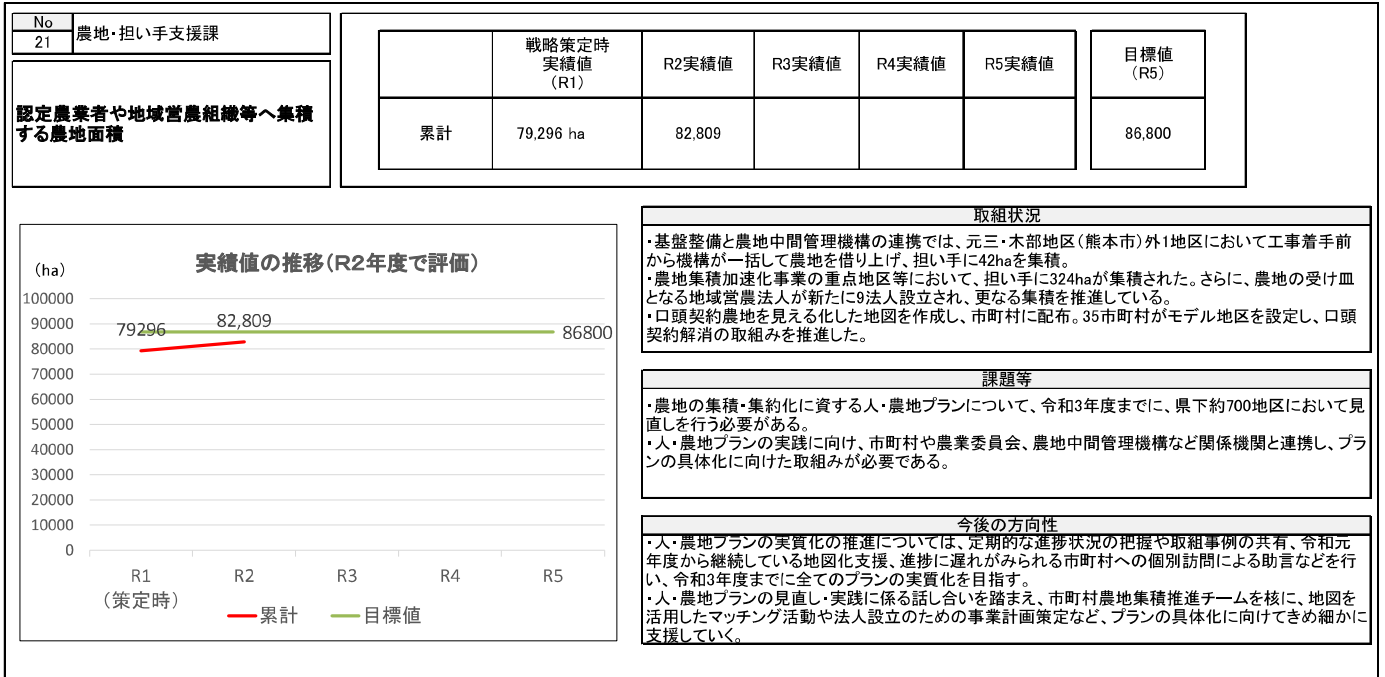 No
21
農地・担い手支援課
認定農業者や地域営農組織等へ集積
する農地面積
戦略策定時
実績値
(R1)
R2実績値
R3実績値
R4実績値
R5実績値
目標値
(R5)
累計
79,296 ha
82,809
86,800
実績値の推移(R2年度で評価)
(ha)
100000
90000
80000
70000
60000
50000
40000
30000
20000
10000
0
79296
82,809
86800
R1
(策定時)
R2
R3
R4
R5
累計
目標値
取組状況
・基盤整備と農地中間管理機構の連携では、元三・木部地区(熊本市)外1地区において工事着手前
から機構が一括して農地を借り上げ、担い手に42haを集積。
・農地集積加速化事業の重点地区等において、担い手に324haが集積された。さらに、農地の受け皿
となる地域営農法人が新たに9法人設立され、更なる集積を推進している。
・口頭契約農地を見える化した地図を作成し、市町村に配布。35市町村がモデル地区を設定し、口頭
契約解消の取組みを推進した。
課題等
・農地の集積・集約化に資する人・農地プランについて、令和3年度までに、県下約700地区において見
直しを行う必要がある。
・人・農地プランの実践に向け、市町村や農業委員会、農地中間管理機構など関係機関と連携し、プラ
ンの具体化に向けた取組みが必要である。
今後の方向性
・人・農地プランの実質化の推進については、定期的な進捗状況の把握や取組事例の共有、令和元
年度から継続している地図化支援、進捗に遅れがみられる市町村への個別訪問による助言などを行
い、令和3年度までに全てのプランの実質化を目指す。
・人・農地プランの見直し・実践に係る話し合いを踏まえ、市町村農地集積推進チームを核に、地図を
活用したマッチング活動や法人設立のための事業計画策定など、プランの具体化に向けてきめ細かに
支援していく。